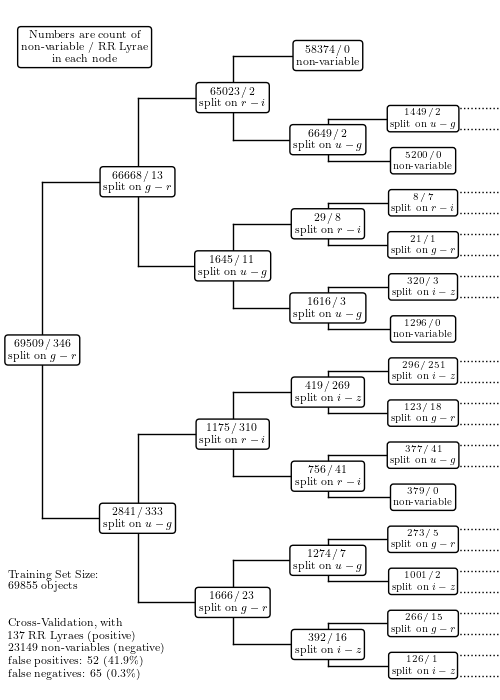 Numbers are count of
non-variable / RR Lyrae
in each node
69509 / 346
split on g − r
66668 / 13
split on g − r
65023 / 2
split on r − i
58374 / 0
non-variable
6649 / 2
split on u − g
1449 / 2
split on u − g
5200 / 0
non-variable
1645 / 11
split on u − g
29 / 8
split on r − i
8 / 7
split on r − i
21 / 1
split on g − r
1616 / 3
split on u − g
320 / 3
split on i − z
1296 / 0
non-variable
2841 / 333
split on u − g
1175 / 310
split on r − i
419 / 269
split on i − z
296 / 251
split on i − z
123 / 18
split on g − r
756 / 41
split on r − i
377 / 41
split on u − g
379 / 0
non-variable
1666 / 23
split on g − r
1274 / 7
split on u − g
273 / 5
split on g − r
1001 / 2
split on i − z
392 / 16
split on i − z
266 / 15
split on g − r
126 / 1
split on i − z
Training Set Size:
69855 objects
Cross-Validation, with
137 RR Lyraes (positive)
23149 non-variables (negative)
false positives: 52 (41.9%)
false negatives: 65 (0.3%)